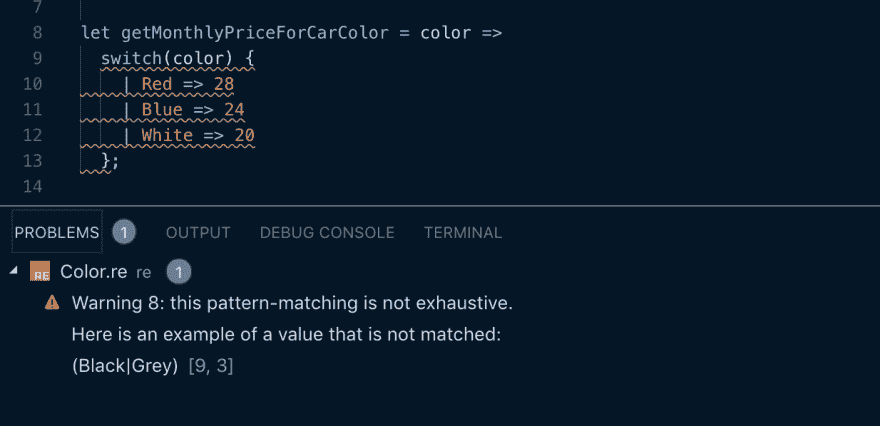 7
8 let getMonthlyPriceForCarColor = color =>
9 switch(color) {
10 | Red => 28
11 | Blue => 24
12 | White => 20
13 };
14
PROBLEMS 1 OUTPUT DEBUG CONSOLE TERMINAL
RE Color.re re 1
Warning 8: this pattern-matching is not exhaustive.
Here is an example of a value that is not matched:
(Black|Grey) [9, 3]